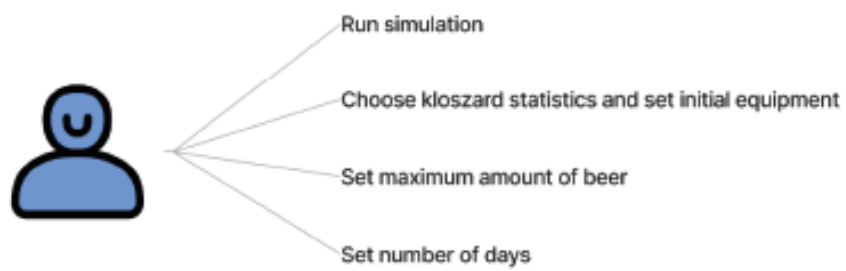 Run simulation
Choose kloszard statistics and set initial equipment
Set maximum amount of beer
Set number of days